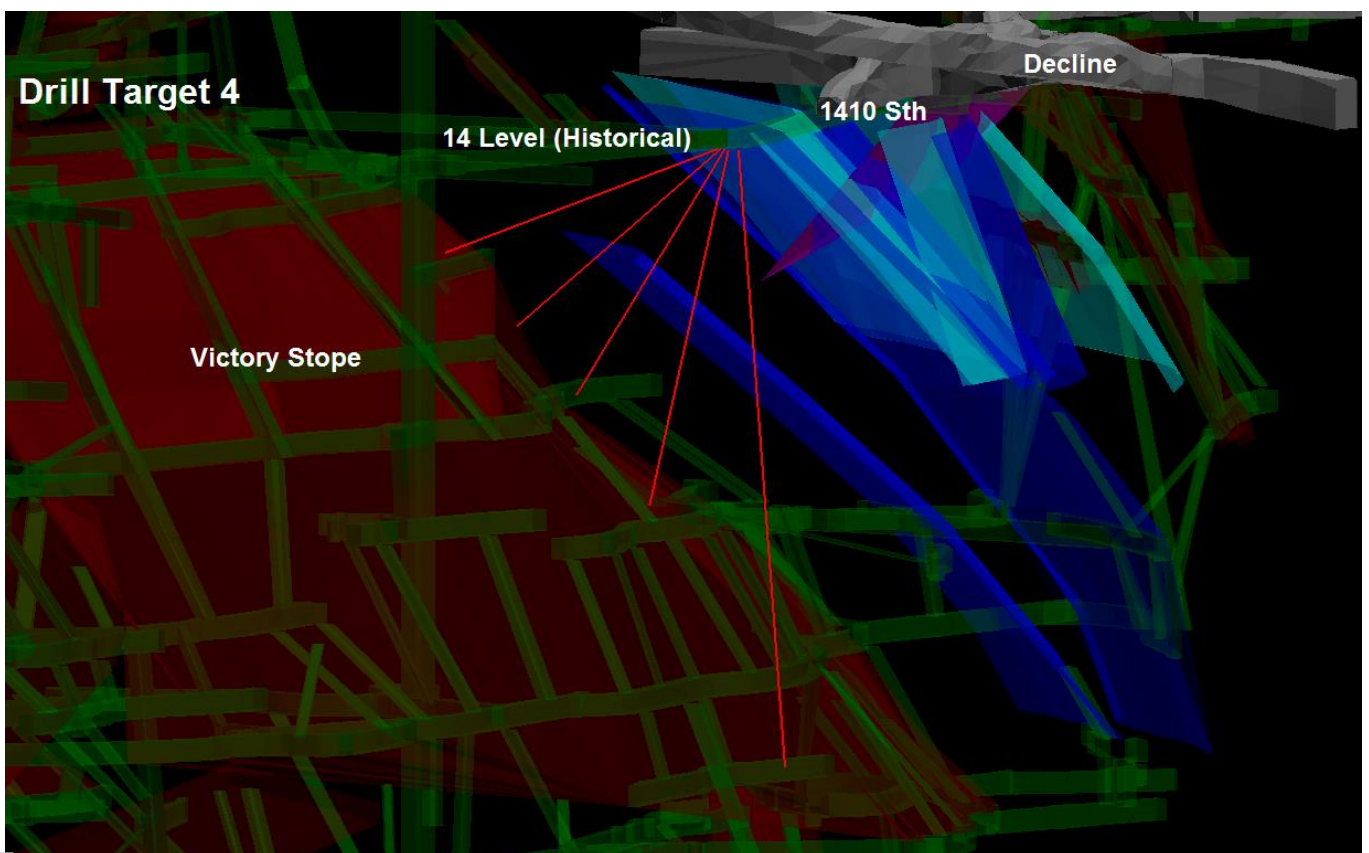 Drill Target 4
Decline
1410 Sth
14 Level (Historical)
Victory Stope